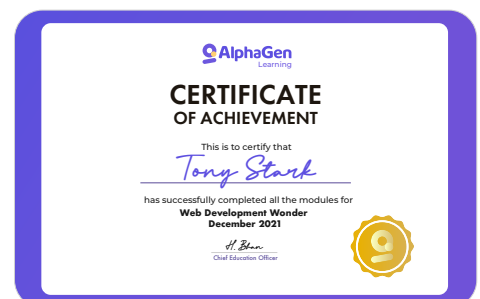 AlphaGen
Learning
CERTIFICATE
OF ACHIEVEMENT
This is to certify that
Tony Stark
has successfully completed all the modules for
Web Development Wonder
December 2021
H. Bhan
Chief Education Officer